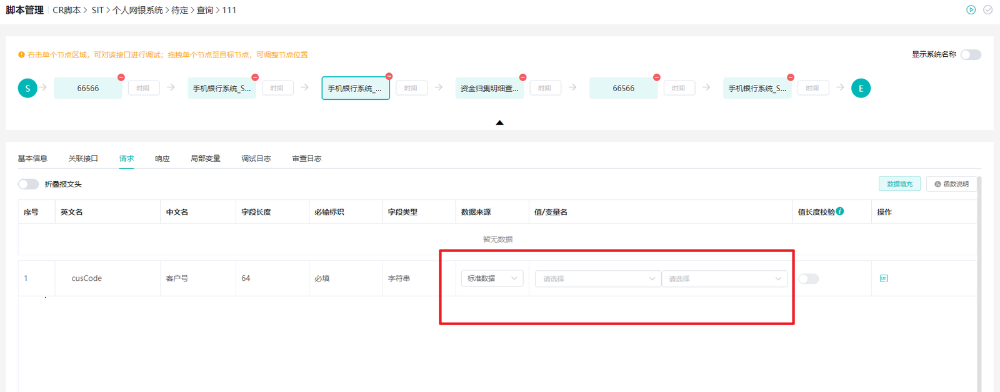 脚本管理 CR脚本 > SIT > 个人网银系统 > 待定 > 查询 > 111
右击单个节点区域，可对该接口进行调试；拖拽单个节点至目标节点，可调整节点位置
显示系统名称
S 66566 时间 手机银行系统_S... 时间 手机银行系统_... 时间 资金归集明细查... 时间 66566 时间 手机银行系统_S... 时间 E
基本信息 关联接口 请求 响应 局部变量 调试日志 审查日志
折叠报文头 数据填充 函数说明
序号 英文名 中文名 字段长度 必输标识 字段类型 数据来源 值/变量名 值长度校验 操作
暂无数据
1 cusCode 客户号 64 必填 字符串 标准数据 请选择 请选择